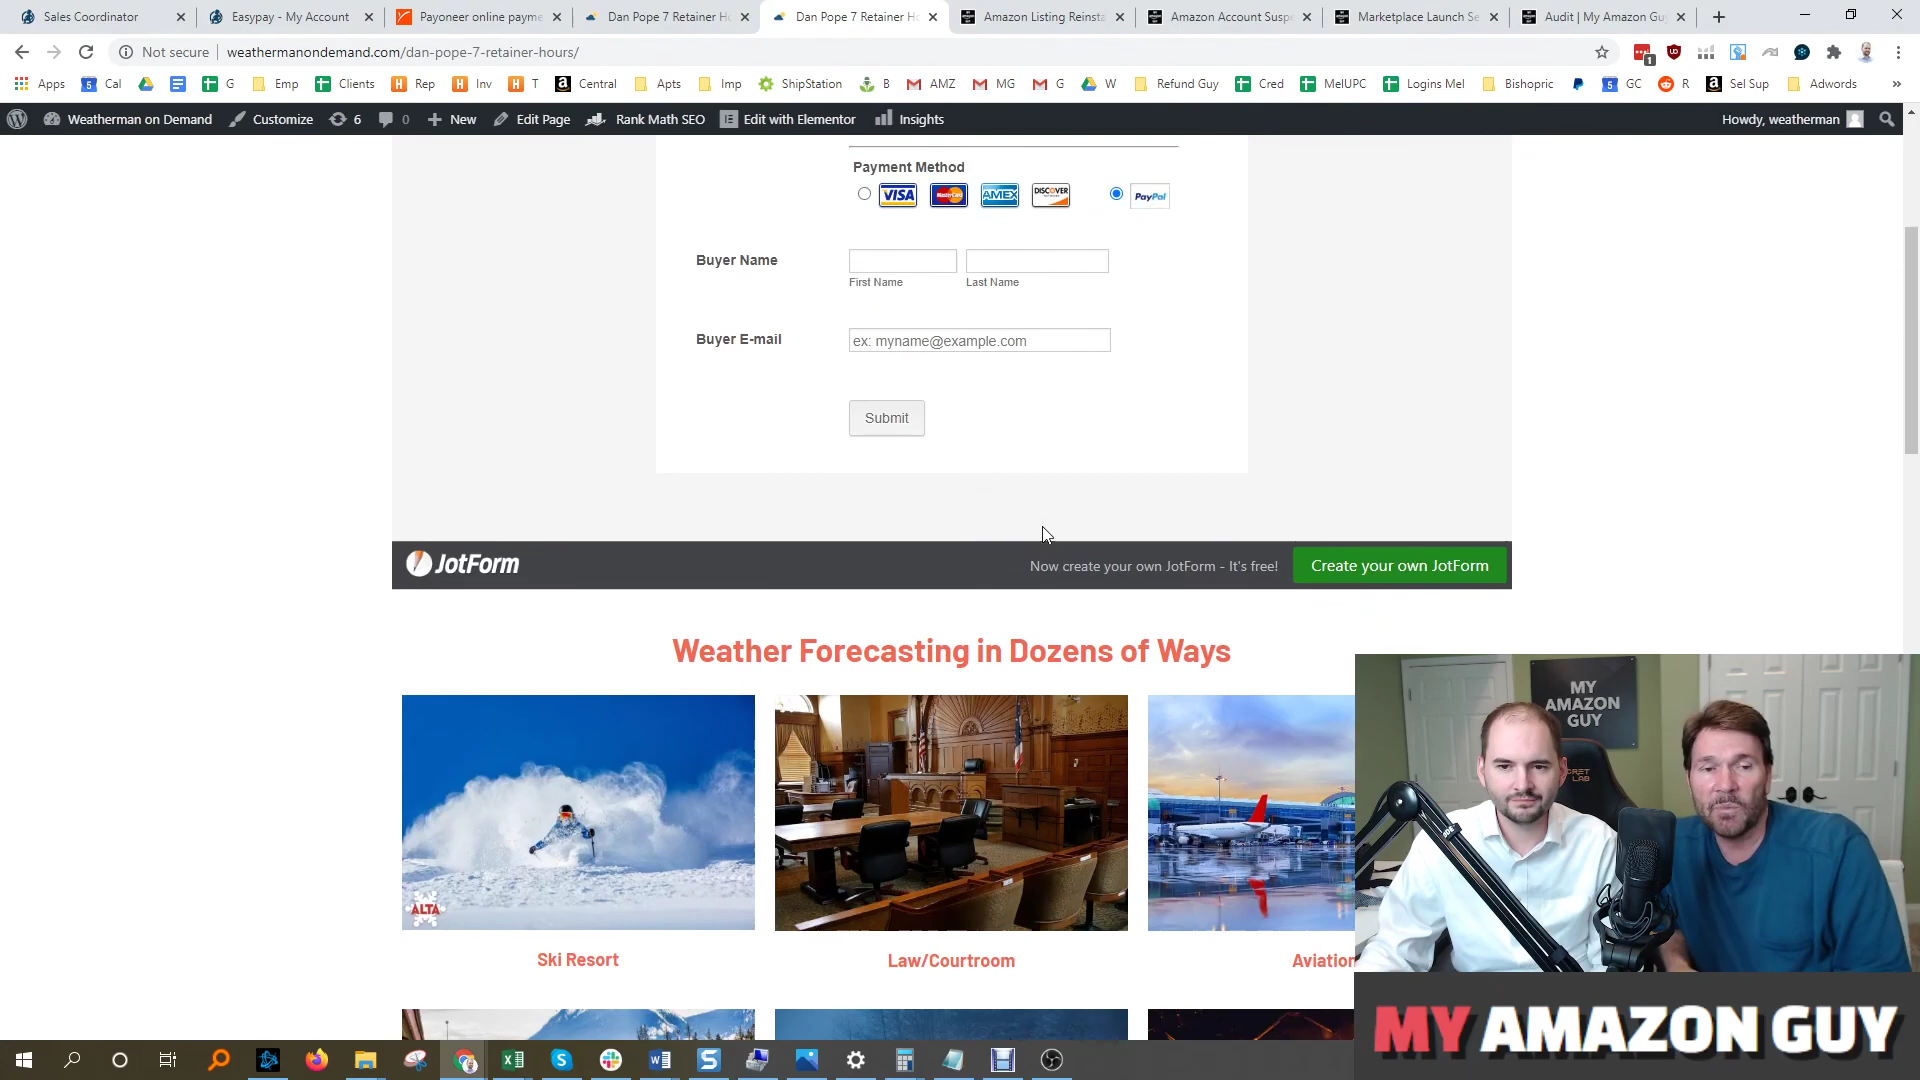 Sales Coordinator
Easypay - My Account
Payoneer online payme
Dan Pope 7 Retainer Ho
Dan Pope 7 Retainer Ho
Amazon Listing Reinsta
Amazon Account Susp
Marketplace Launch Se
Audit | My Amazon Gu
Not secure
weathermanondemand.com/dan-pope-7-retainer-hours/
Apps
Cal
G
Emp
Clients
Rep
Inv
T
Central
Apts
Imp
ShipStation
B
AMZ
MG
G
W
Refund Guy
Cred
MelUPC
Logins Mel
Bishopric
GC
R
Sel Sup
Adwords
Weatherman on Demand
Customize
6
0
New
Edit Page
Rank Math SEO
Edit with Elementor
Insights
Howdy, weatherman
Payment Method
VISA
MasterCard
AMEX
DISCOVER
PayPal
Buyer Name
First Name
Last Name
Buyer E-mail
ex: myname@example.com
Submit
JotForm
Now create your own JotForm - It's free!
Create your own JotForm
Weather Forecasting in Dozens of Ways
ALTA
Ski Resort
Law/Courtroom
Aviation
MY
AMAZON
GUY
MY AMAZON GUY